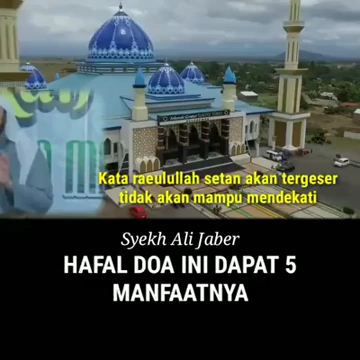 Kata raeulullah setan akan tergeser
tidak akan mampu mendekati
Syekh Ali Jaber
HAFAL DOA INI DAPAT 5
MANFAATNYA